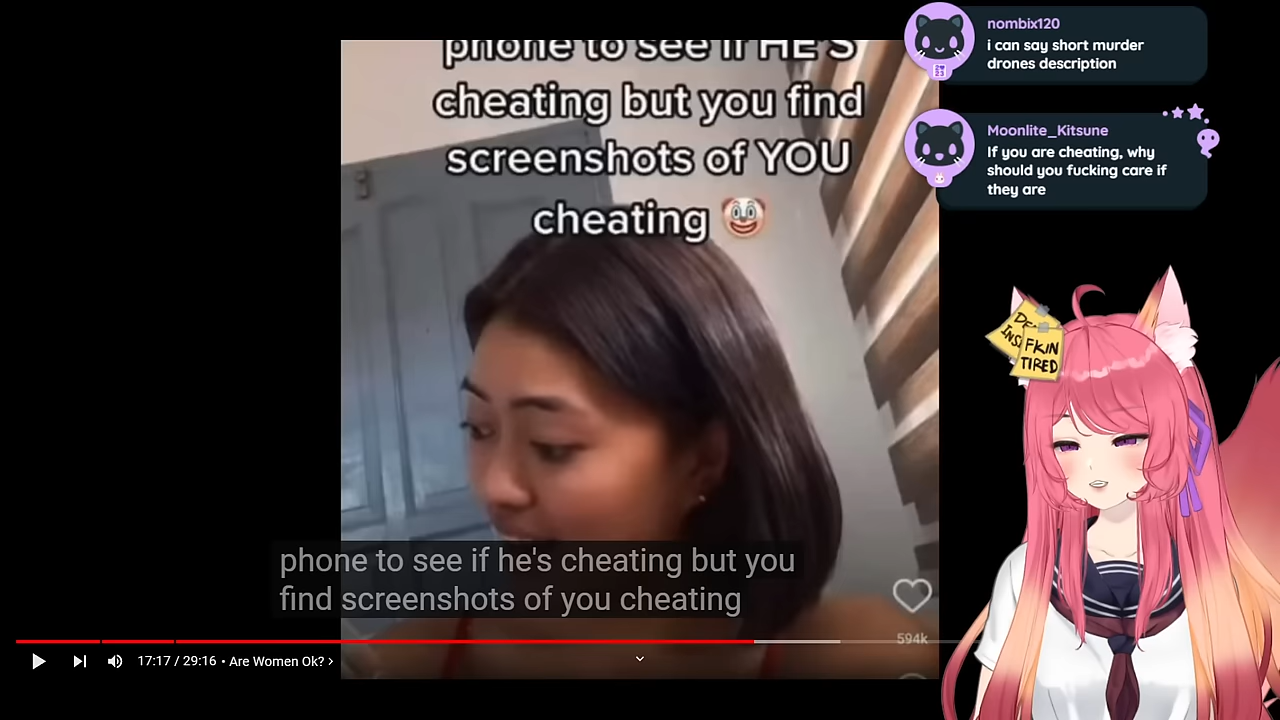 phone to see if HE'S
cheating but you find
screenshots of YOU
cheating 🤡
nombix120
i can say short murder
drones description
Moonlite_Kitsune
If you are cheating, why
should you fucking care if
they are
FKIN
TIRED
phone to see if he's cheating but you
find screenshots of you cheating
594k
17:17 / 29:16 • Are Women Ok? ›